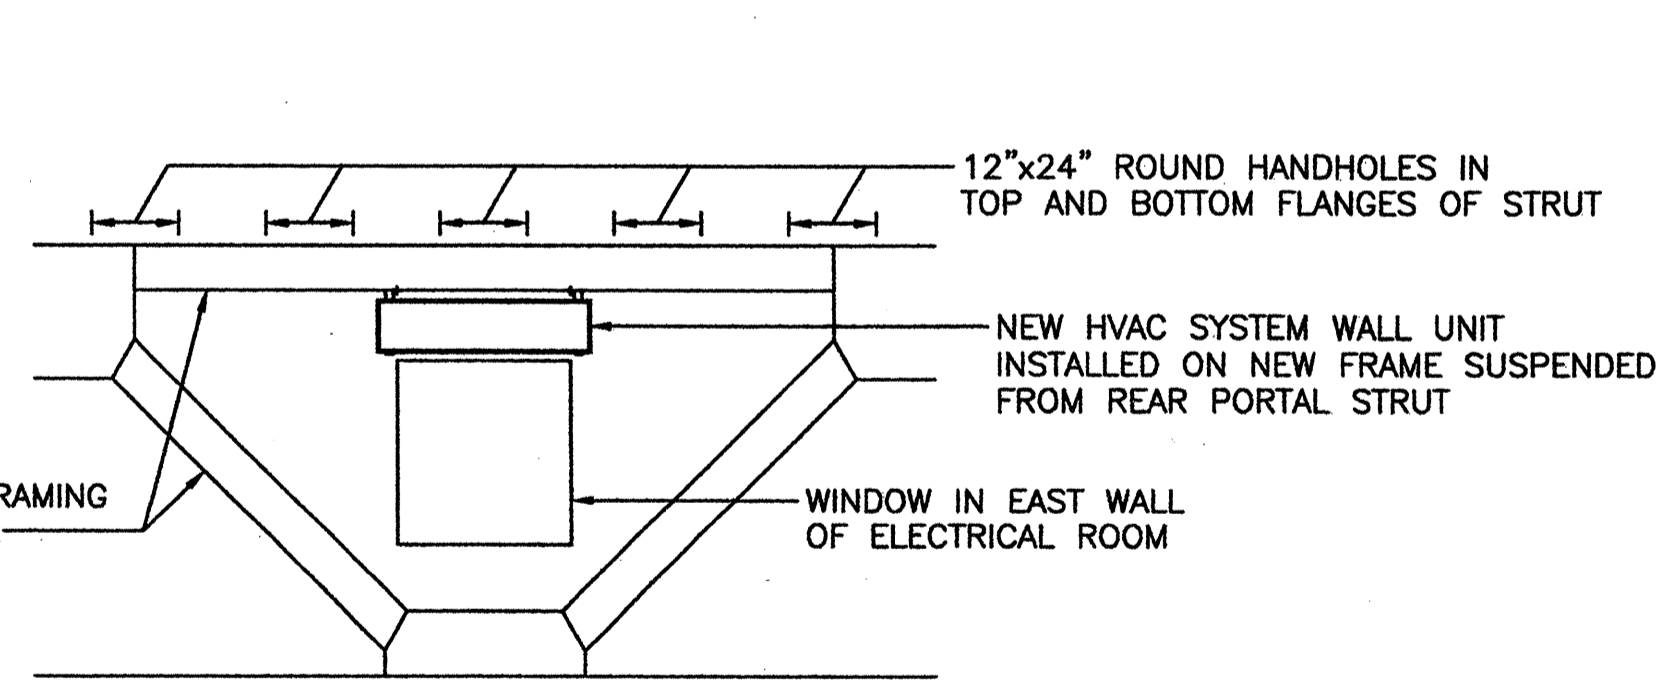 12"x24" ROUND HANDHOLES IN
TOP AND BOTTOM FLANGES OF STRUT
NEW HVAC SYSTEM WALL UNIT
INSTALLED ON NEW FRAME SUSPENDED
FROM REAR PORTAL STRUT
RAMING
WINDOW IN EAST WALL
OF ELECTRICAL ROOM